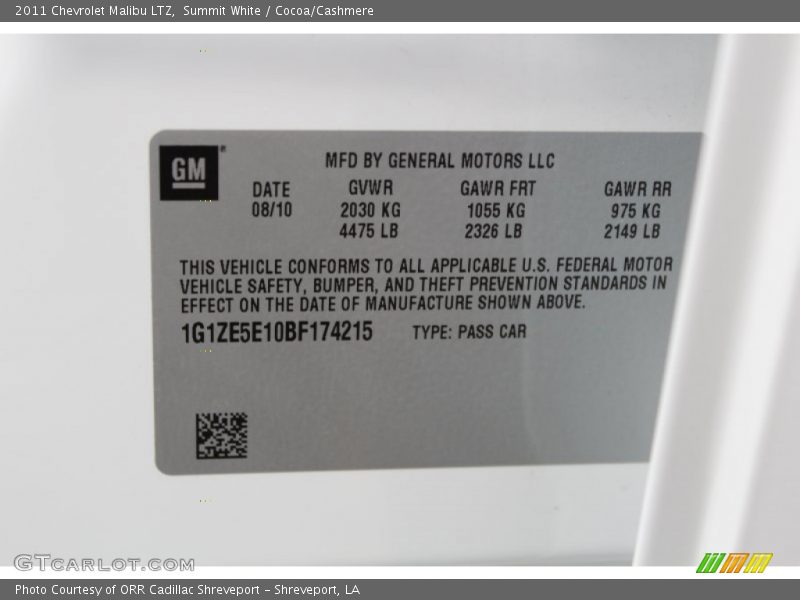 2011 Chevrolet Malibu LTZ, Summit White / Cocoa/Cashmere
GM®
MFD BY GENERAL MOTORS LLC
DATE GVWR GAWR FRT GAWR RR
08/10 2030 KG 1055 KG 975 KG
4475 LB 2326 LB 2149 LB
THIS VEHICLE CONFORMS TO ALL APPLICABLE U.S. FEDERAL MOTOR
VEHICLE SAFETY, BUMPER, AND THEFT PREVENTION STANDARDS IN
EFFECT ON THE DATE OF MANUFACTURE SHOWN ABOVE.
1G1ZE5E10BF174215 TYPE: PASS CAR
GTCARLOT.COM
Photo Courtesy of ORR Cadillac Shreveport - Shreveport, LA